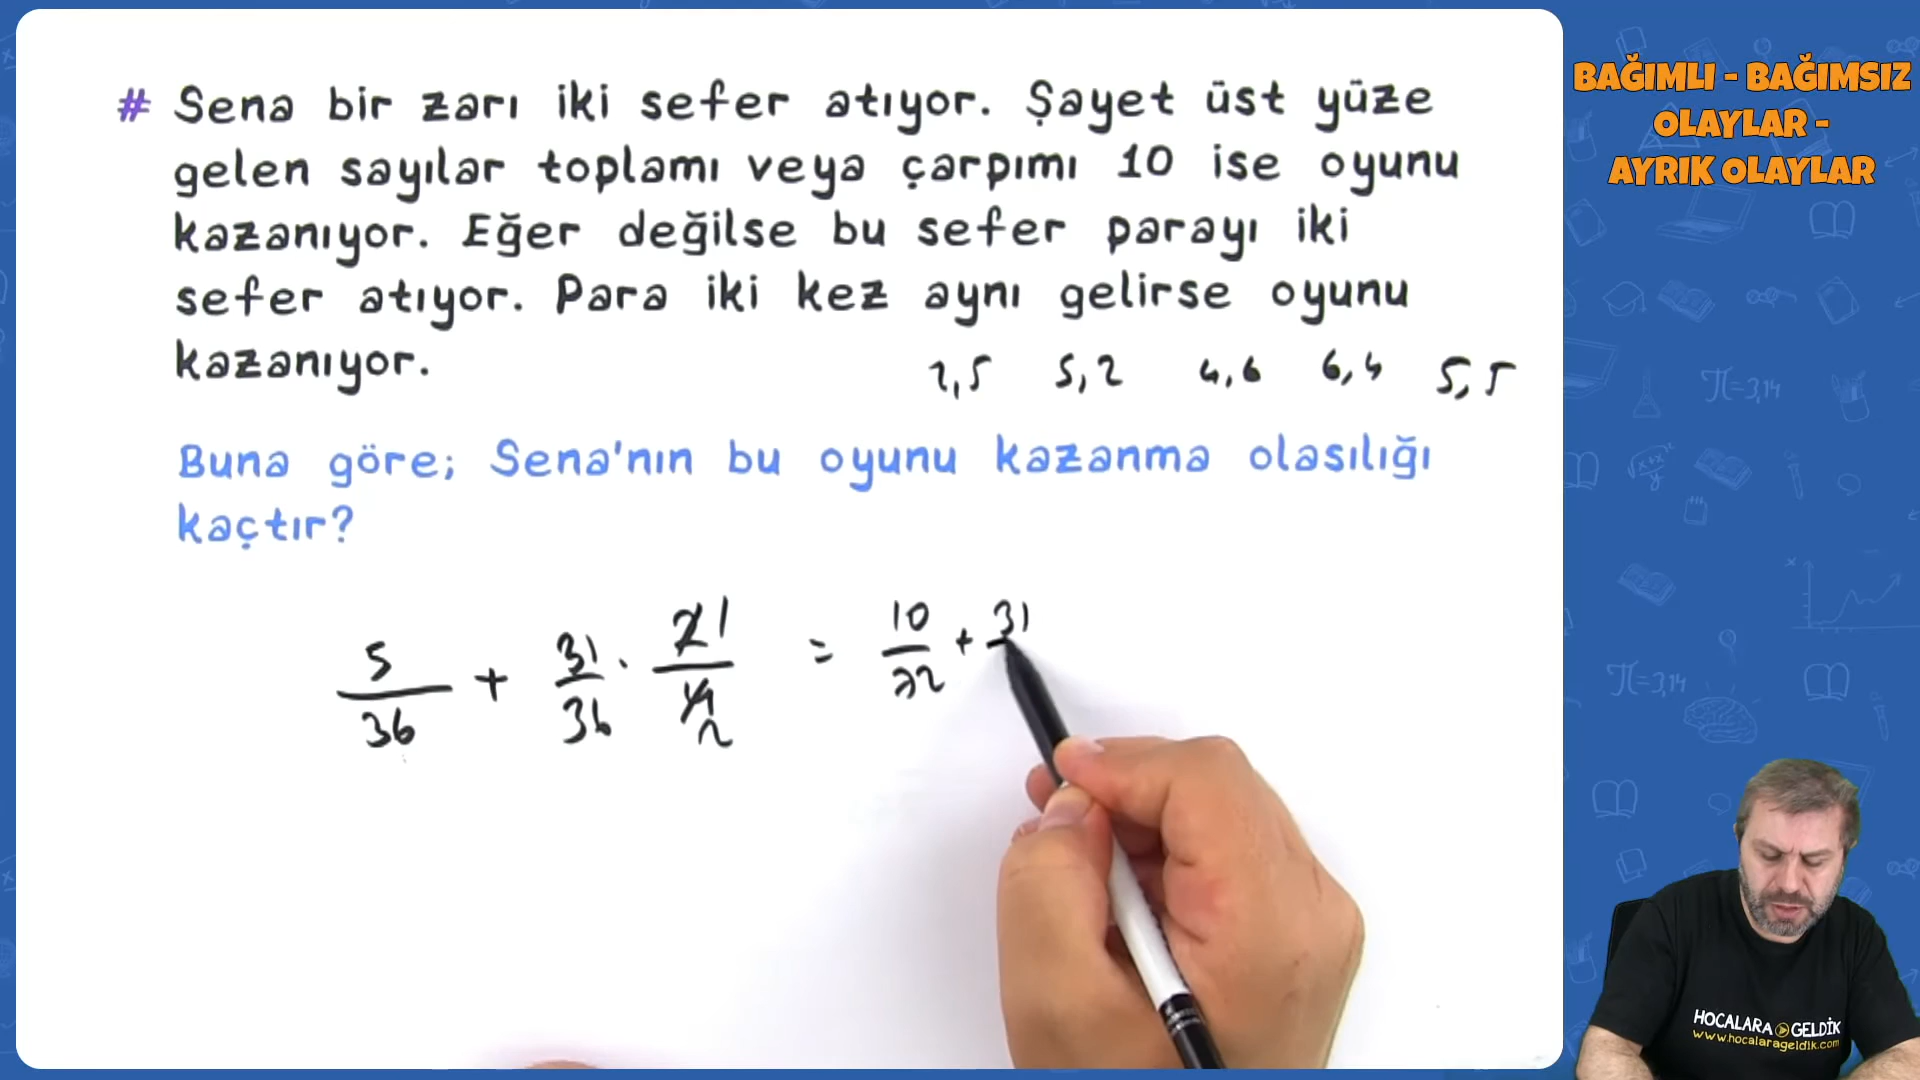 # Sena bir zarı iki sefer atıyor. Şayet üst yüze
gelen sayılar toplamı veya çarpımı 10 ise oyunu
kazanıyor. Eğer değilse bu sefer parayı iki
sefer atıyor. Para iki kez aynı gelirse oyunu
kazanıyor.
2,5 5,2 4,6 6,4 5,5
Buna göre; Sena'nın bu oyunu kazanma olasılığı
kaçtır?
5/36 + 31/36 . 21/42 = 10/72 + 31
BAĞIMLI - BAĞIMSIZ
OLAYLAR -
AYRIK OLAYLAR
π=3,14
π=3,14
HOCALARA GELDİK
www.hocalarageldik.com